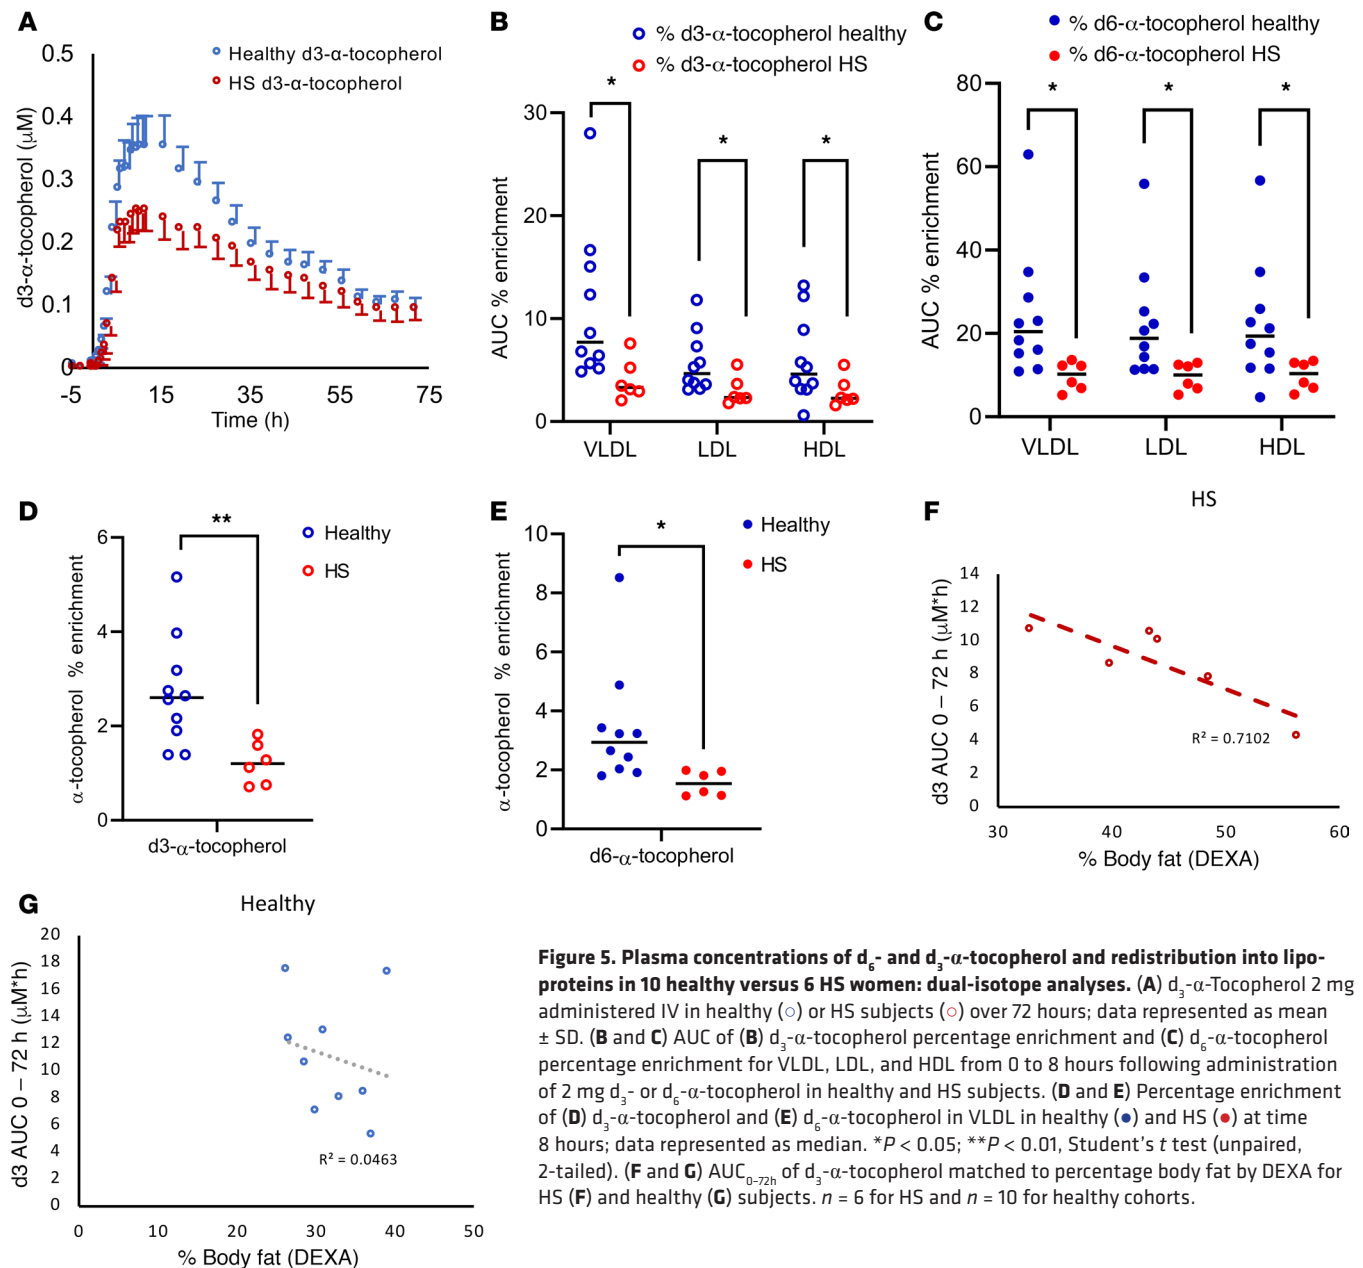 A
Healthy d3-α-tocopherol
HS d3-α-tocopherol
d3-α-tocopherol (μM)
0.5
0.4
0.3
0.2
0.1
0
-5
15
35
55
75
Time (h)
B
% d3-α-tocopherol healthy
% d3-α-tocopherol HS
AUC % enrichment
30
20
10
0
*
*
*
VLDL
LDL
HDL
C
% d6-α-tocopherol healthy
% d6-α-tocopherol HS
AUC % enrichment
80
60
40
20
0
*
*
*
VLDL
LDL
HDL
D
α-tocopherol % enrichment
6
4
2
0
**
Healthy
HS
d3-α-tocopherol
E
α-tocopherol % enrichment
10
8
6
4
2
0
*
Healthy
HS
d6-α-tocopherol
F
HS
d3 AUC 0 – 72 h (μM*h)
14
12
10
8
6
4
2
0
R² = 0.7102
30
40
50
60
% Body fat (DEXA)
G
Healthy
d3 AUC 0 – 72 h (μM*h)
20
18
16
14
12
10
8
6
4
2
0
R² = 0.0463
0
10
20
30
40
50
% Body fat (DEXA)
Figure 5. Plasma concentrations of d₆- and d₃-α-tocopherol and redistribution into lipo-
proteins in 10 healthy versus 6 HS women: dual-isotope analyses. (A) d₃-α-Tocopherol 2 mg
administered IV in healthy (○) or HS subjects (○) over 72 hours; data represented as mean
± SD. (B and C) AUC of (B) d₃-α-tocopherol percentage enrichment and (C) d₆-α-tocopherol
percentage enrichment for VLDL, LDL, and HDL from 0 to 8 hours following administration
of 2 mg d₃- or d₆-α-tocopherol in healthy and HS subjects. (D and E) Percentage enrichment
of (D) d₃-α-tocopherol and (E) d₆-α-tocopherol in VLDL in healthy (●) and HS (●) at time
8 hours; data represented as median. *P < 0.05; **P < 0.01, Student's t test (unpaired,
2-tailed). (F and G) AUC₀₋₇₂ₕ of d₃-α-tocopherol matched to percentage body fat by DEXA for
HS (F) and healthy (G) subjects. n = 6 for HS and n = 10 for healthy cohorts.